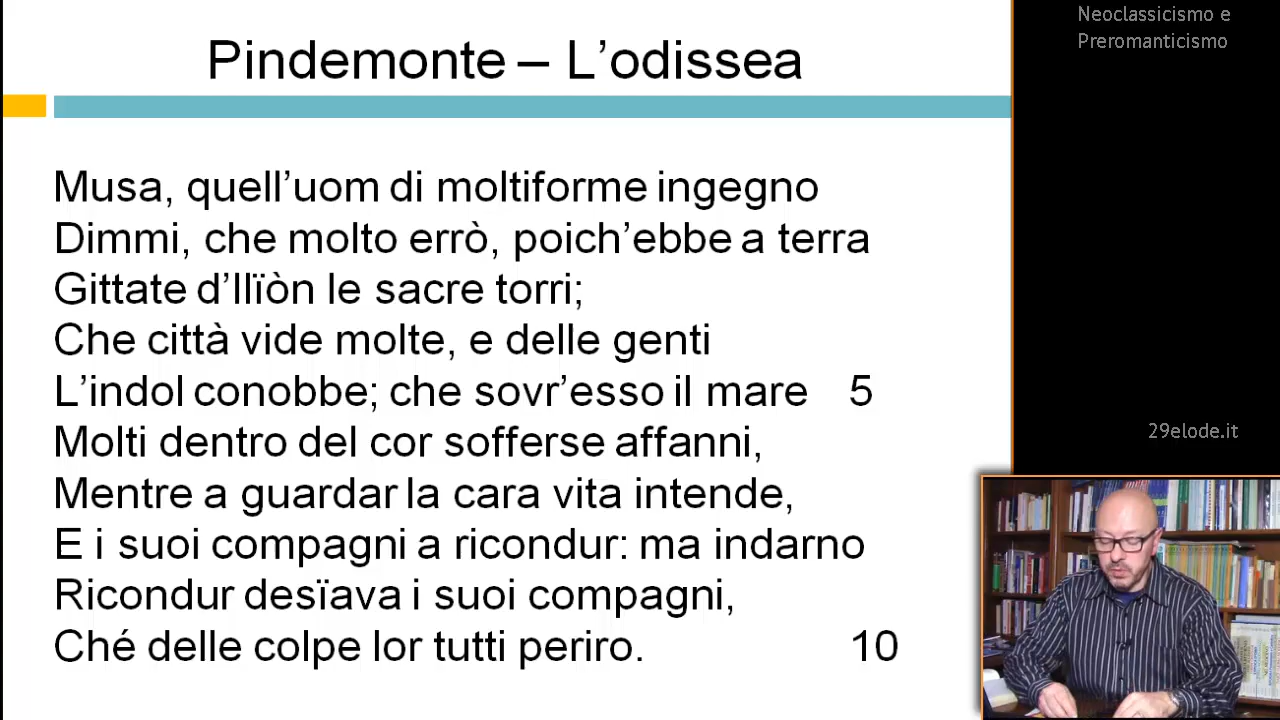 Pindemonte – L’odissea
Musa, quell’uom di moltiforme ingegno
Dimmi, che molto errò, poich’ebbe a terra
Gittate d’Ilïòn le sacre torri;
Che città vide molte, e delle genti
L’indol conobbe; che sovr’esso il mare 5
Molti dentro del cor sofferse affanni,
Mentre a guardar la cara vita intende,
E i suoi compagni a ricondur: ma indarno
Ricondur desïava i suoi compagni,
Ché delle colpe lor tutti periro. 10
Neoclassicismo e
Preromanticismo
29elode.it